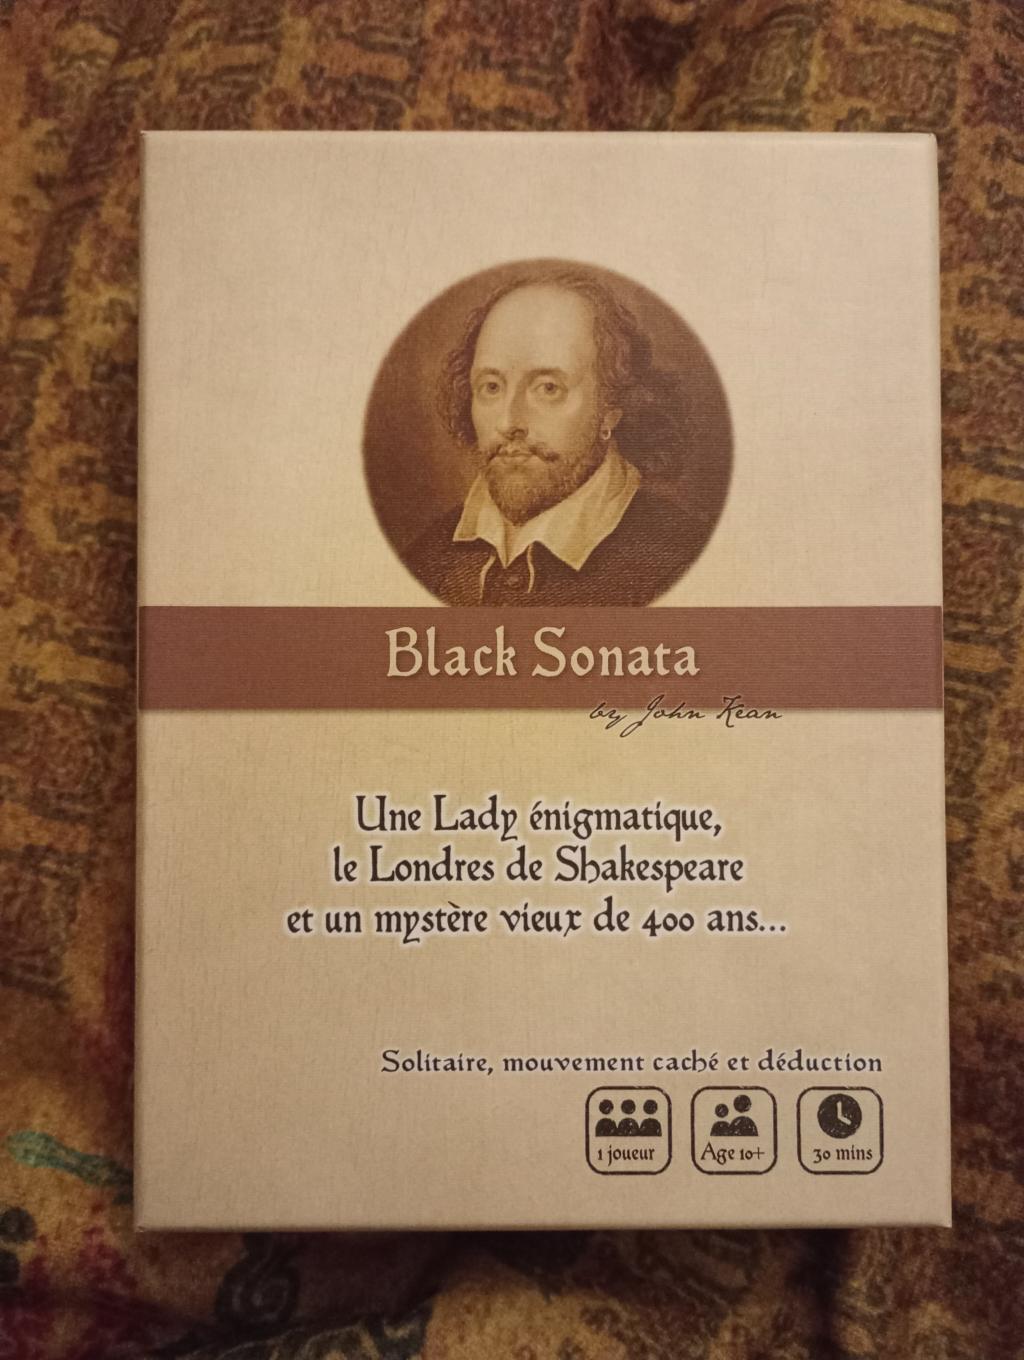 Black Sonata
by John Kean
Une Lady énigmatique,
le Londres de Shakespeare
et un mystère vieux de 400 ans...
Solitaire, mouvement caché et déduction
1 joueur
Age 10+
30 mins